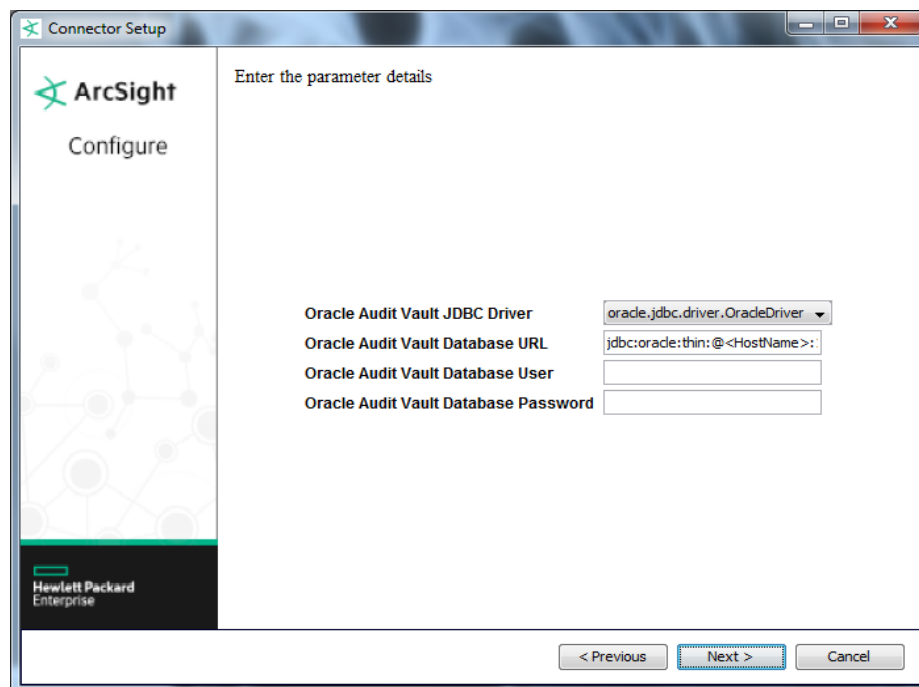 Connector Setup
ArcSight
Configure
Enter the parameter details
Oracle Audit Vault JDBC Driver oracle.jdbc.driver.OracleDriver
Oracle Audit Vault Database URL jdbc:oracle:thin:@<HostName>:
Oracle Audit Vault Database User
Oracle Audit Vault Database Password
Hewlett Packard
Enterprise
< Previous Next > Cancel